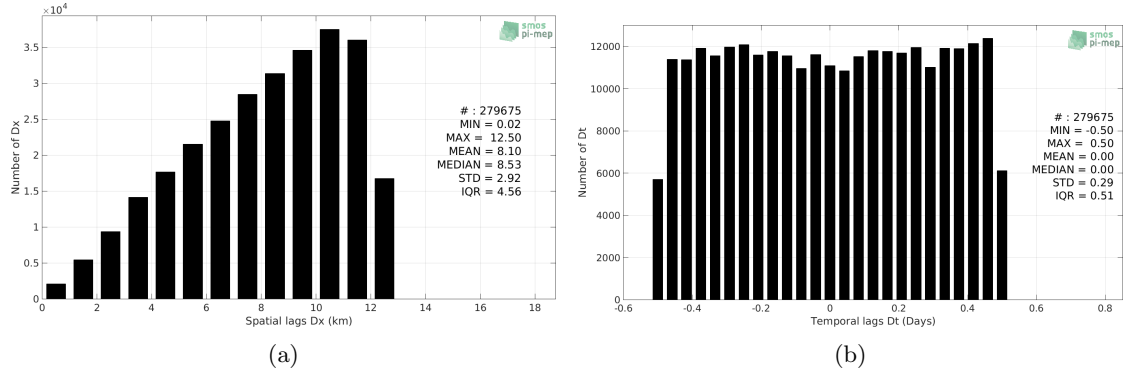 ×10⁴
smos
pi-mep
3.5
3
2.5
2
1.5
1
0.5
0
Number of Dx
# : 279675
MIN = 0.02
MAX = 12.50
MEAN = 8.10
MEDIAN = 8.53
STD = 2.92
IQR = 4.56
0 2 4 6 8 10 12 14 16 18
Spatial lags Dx (km)
(a)
smos
pi-mep
12000
10000
8000
6000
4000
2000
0
Number of Dt
# : 279675
MIN = -0.50
MAX = 0.50
MEAN = 0.00
MEDIAN = 0.00
STD = 0.29
IQR = 0.51
-0.6 -0.4 -0.2 0 0.2 0.4 0.6 0.8
Temporal lags Dt (Days)
(b)